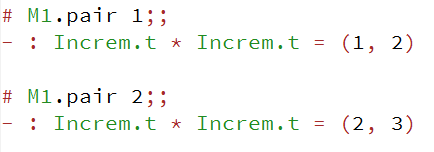 # M1.pair 1;;
- : Increm.t * Increm.t = (1, 2)
# M1.pair 2;;
- : Increm.t * Increm.t = (2, 3)